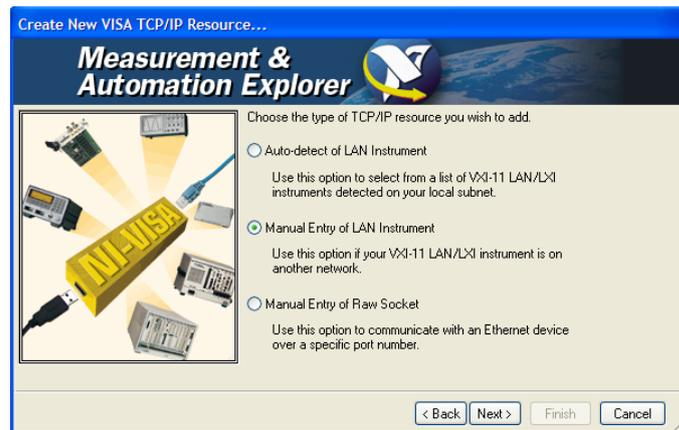 Create New VISA TCP/IP Resource...
Measurement &
Automation Explorer
Choose the type of TCP/IP resource you wish to add.
Auto-detect of LAN Instrument
Use this option to select from a list of VXI-11 LAN/LXI
instruments detected on your local subnet.
Manual Entry of LAN Instrument
Use this option if your VXI-11 LAN/LXI instrument is on
another network.
Manual Entry of Raw Socket
Use this option to communicate with an Ethernet device
over a specific port number.
NI-VISA
< Back Next > Finish Cancel